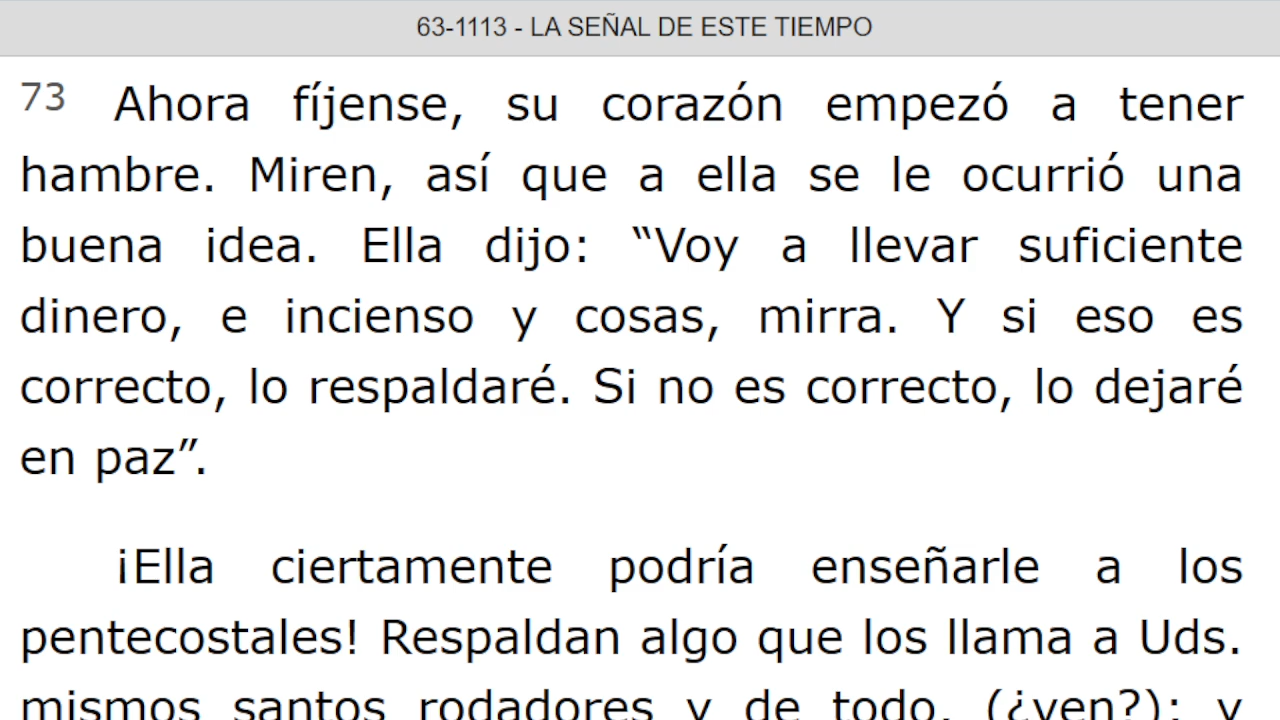 63-1113 - LA SEÑAL DE ESTE TIEMPO
73 Ahora fíjense, su corazón empezó a tener
hambre. Miren, así que a ella se le ocurrió una
buena idea. Ella dijo: “Voy a llevar suficiente
dinero, e incienso y cosas, mirra. Y si eso es
correcto, lo respaldaré. Si no es correcto, lo dejaré
en paz”.
¡Ella ciertamente podría enseñarle a los
pentecostales! Respaldan algo que los llama a Uds.
mismos santos rodadores y de todo, (¿ven?); y